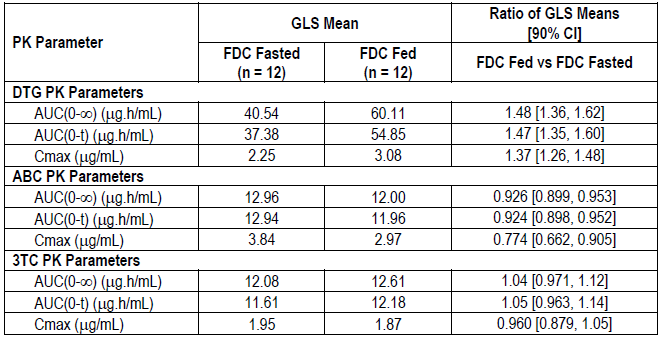 PK Parameter GLS Mean Ratio of GLS Means [90% CI]
FDC Fasted (n = 12) FDC Fed (n = 12) FDC Fed vs FDC Fasted
DTG PK Parameters
AUC(0-∞) (μg.h/mL) 40.54 60.11 1.48 [1.36, 1.62]
AUC(0-t) (μg.h/mL) 37.38 54.85 1.47 [1.35, 1.60]
Cmax (μg/mL) 2.25 3.08 1.37 [1.26, 1.48]
ABC PK Parameters
AUC(0-∞) (μg.h/mL) 12.96 12.00 0.926 [0.899, 0.953]
AUC(0-t) (μg.h/mL) 12.94 11.96 0.924 [0.898, 0.952]
Cmax (μg/mL) 3.84 2.97 0.774 [0.662, 0.905]
3TC PK Parameters
AUC(0-∞) (μg.h/mL) 12.08 12.61 1.04 [0.971, 1.12]
AUC(0-t) (μg.h/mL) 11.61 12.18 1.05 [0.963, 1.14]
Cmax (μg/mL) 1.95 1.87 0.960 [0.879, 1.05]